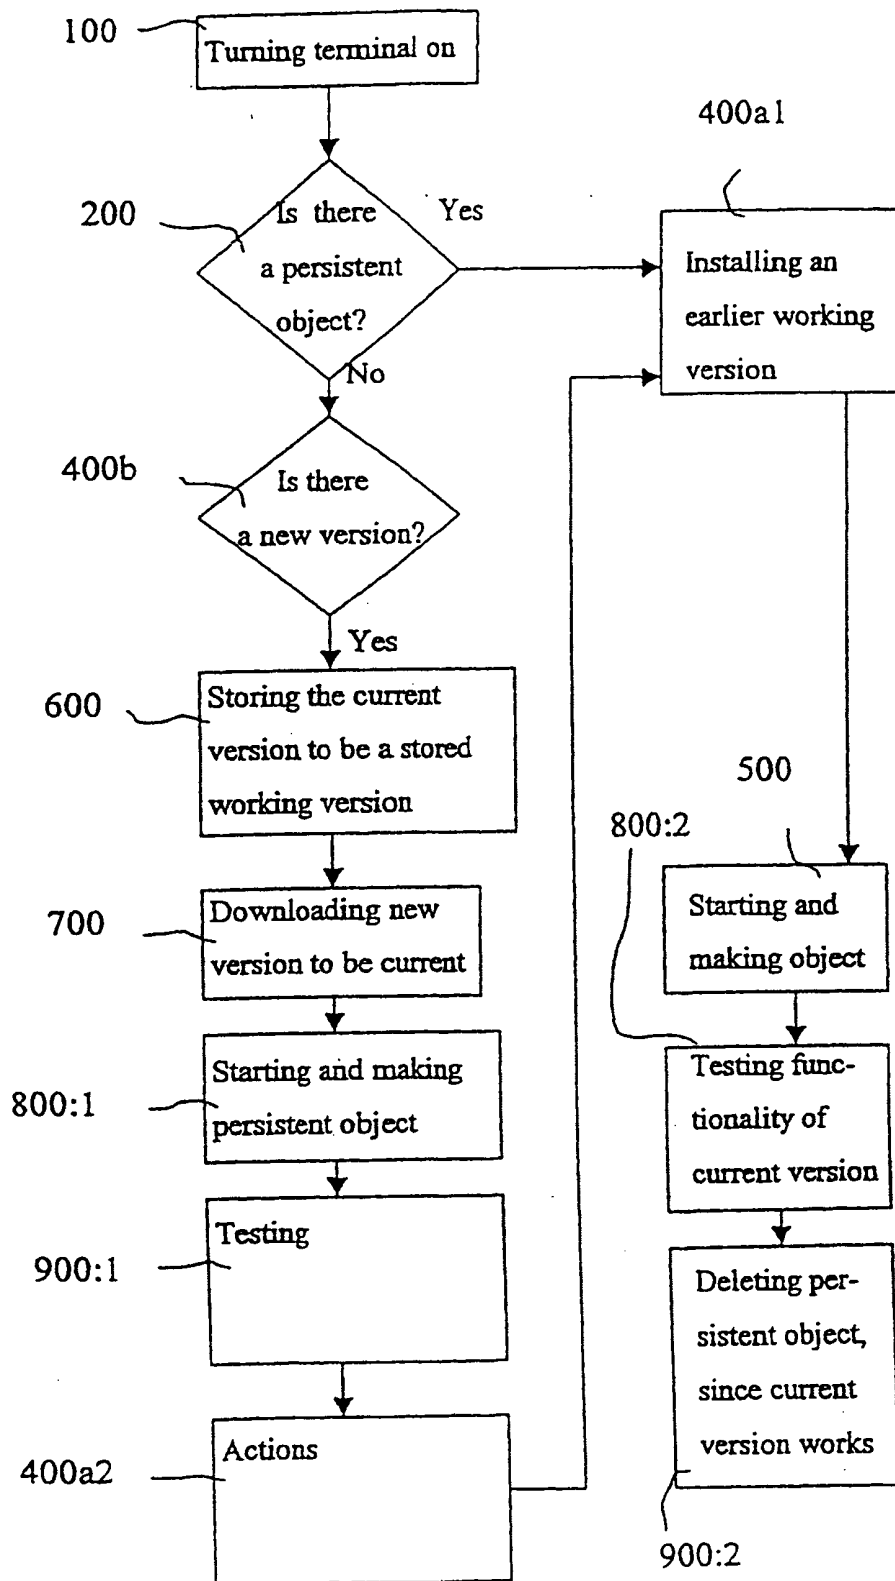 100
Turning terminal on
400a1
200
Is there
a persistent
object?
Yes
Installing an
earlier working
version
No
400b
Is there
a new version?
Yes
600
Storing the current
version to be a stored
working version
500
800:2
700
Downloading new
version to be current
Starting and
making object
800:1
Starting and making
persistent object
Testing func-
tionality of
current version
900:1
Testing
Deleting per-
sistent object,
since current
version works
400a2
Actions
900:2